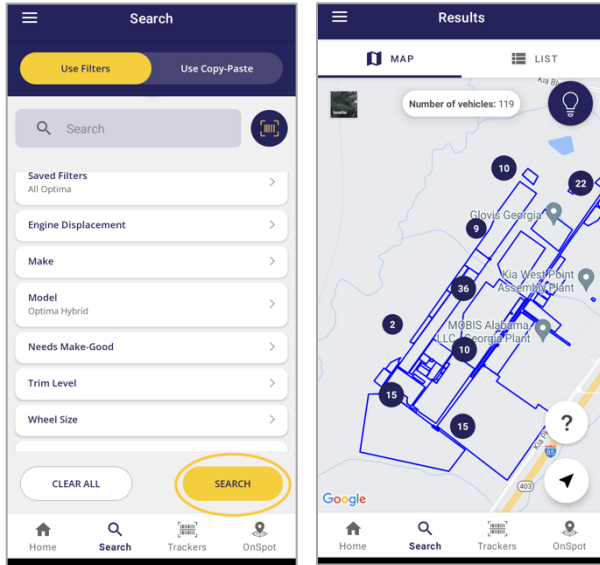 Search
Use Filters
Use Copy-Paste
Search
Saved Filters
All Optima
Engine Displacement
Make
Model
Optima Hybrid
Needs Make-Good
Trim Level
Wheel Size
CLEAR ALL
SEARCH
Home
Search
Trackers
OnSpot
Results
MAP
LIST
Number of vehicles: 119
10
22
Glovis Georgia
9
Kia West Point
Assembly Plant
36
2
MOBIS Alabama
LLC, Georgia Plant
10
15
15
?
85
403
Google
Home
Search
Trackers
OnSpot